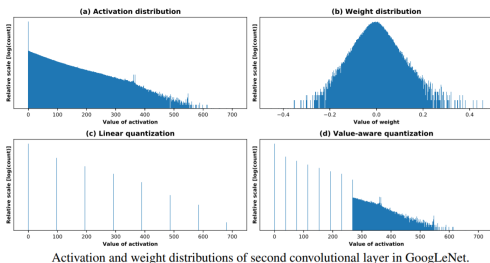 (a) Activation distribution
Relative scale [log(count)]
0 100 200 300 400 500 600 700
Value of activation
(b) Weight distribution
Relative scale [log(count)]
−0.4 −0.2 0.0 0.2 0.4
Value of weight
(c) Linear quantization
Relative scale [log(count)]
0 100 200 300 400 500 600 700
Value of activation
(d) Value-aware quantization
Relative scale [log(count)]
0 100 200 300 400 500 600 700
Value of activation
Activation and weight distributions of second convolutional layer in GoogLeNet.